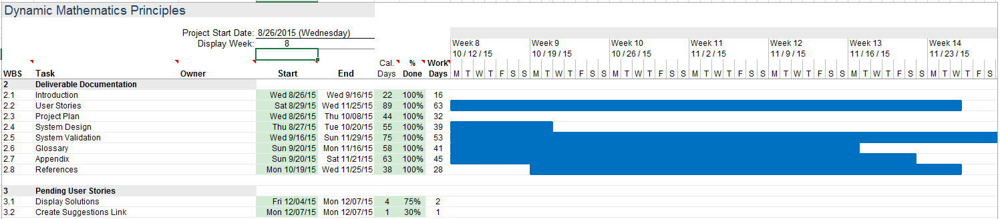 Dynamic Mathematics Principles
Project Start Date: 8/26/2015 (Wednesday)
Display Week: 8
Week 8 Week 9 Week 10 Week 11 Week 12 Week 13 Week 14
10 / 12 / 15 10 / 19 / 15 10 / 26 / 15 11 / 2 / 15 11 / 9 / 15 11 / 16 / 15 11 / 23 / 15
WBS Task Owner Start End Cal. Days % Done Work Days M T W T F S S M T W T F S S M T W T F S S M T W T F S S M T W T F S S M T W T F S S M T W T F S
2 Deliverable Documentation
2.1 Introduction Wed 8/26/15 Wed 9/16/15 22 100% 16
2.2 User Stories Sat 8/29/15 Wed 11/25/15 89 100% 63
2.3 Project Plan Wed 8/26/15 Thu 10/08/15 44 100% 32
2.4 System Design Thu 8/27/15 Tue 10/20/15 55 100% 39
2.5 System Validation Wed 9/16/15 Sun 11/29/15 75 100% 53
2.6 Glossary Sun 9/20/15 Mon 11/16/15 58 100% 41
2.7 Appendix Sun 9/20/15 Sat 11/21/15 63 100% 45
2.8 References Mon 10/19/15 Wed 11/25/15 38 100% 28
3 Pending User Stories
3.1 Display Solutions Fri 12/04/15 Mon 12/07/15 4 75% 2
3.2 Create Suggestions Link Mon 12/07/15 Mon 12/07/15 1 30% 1